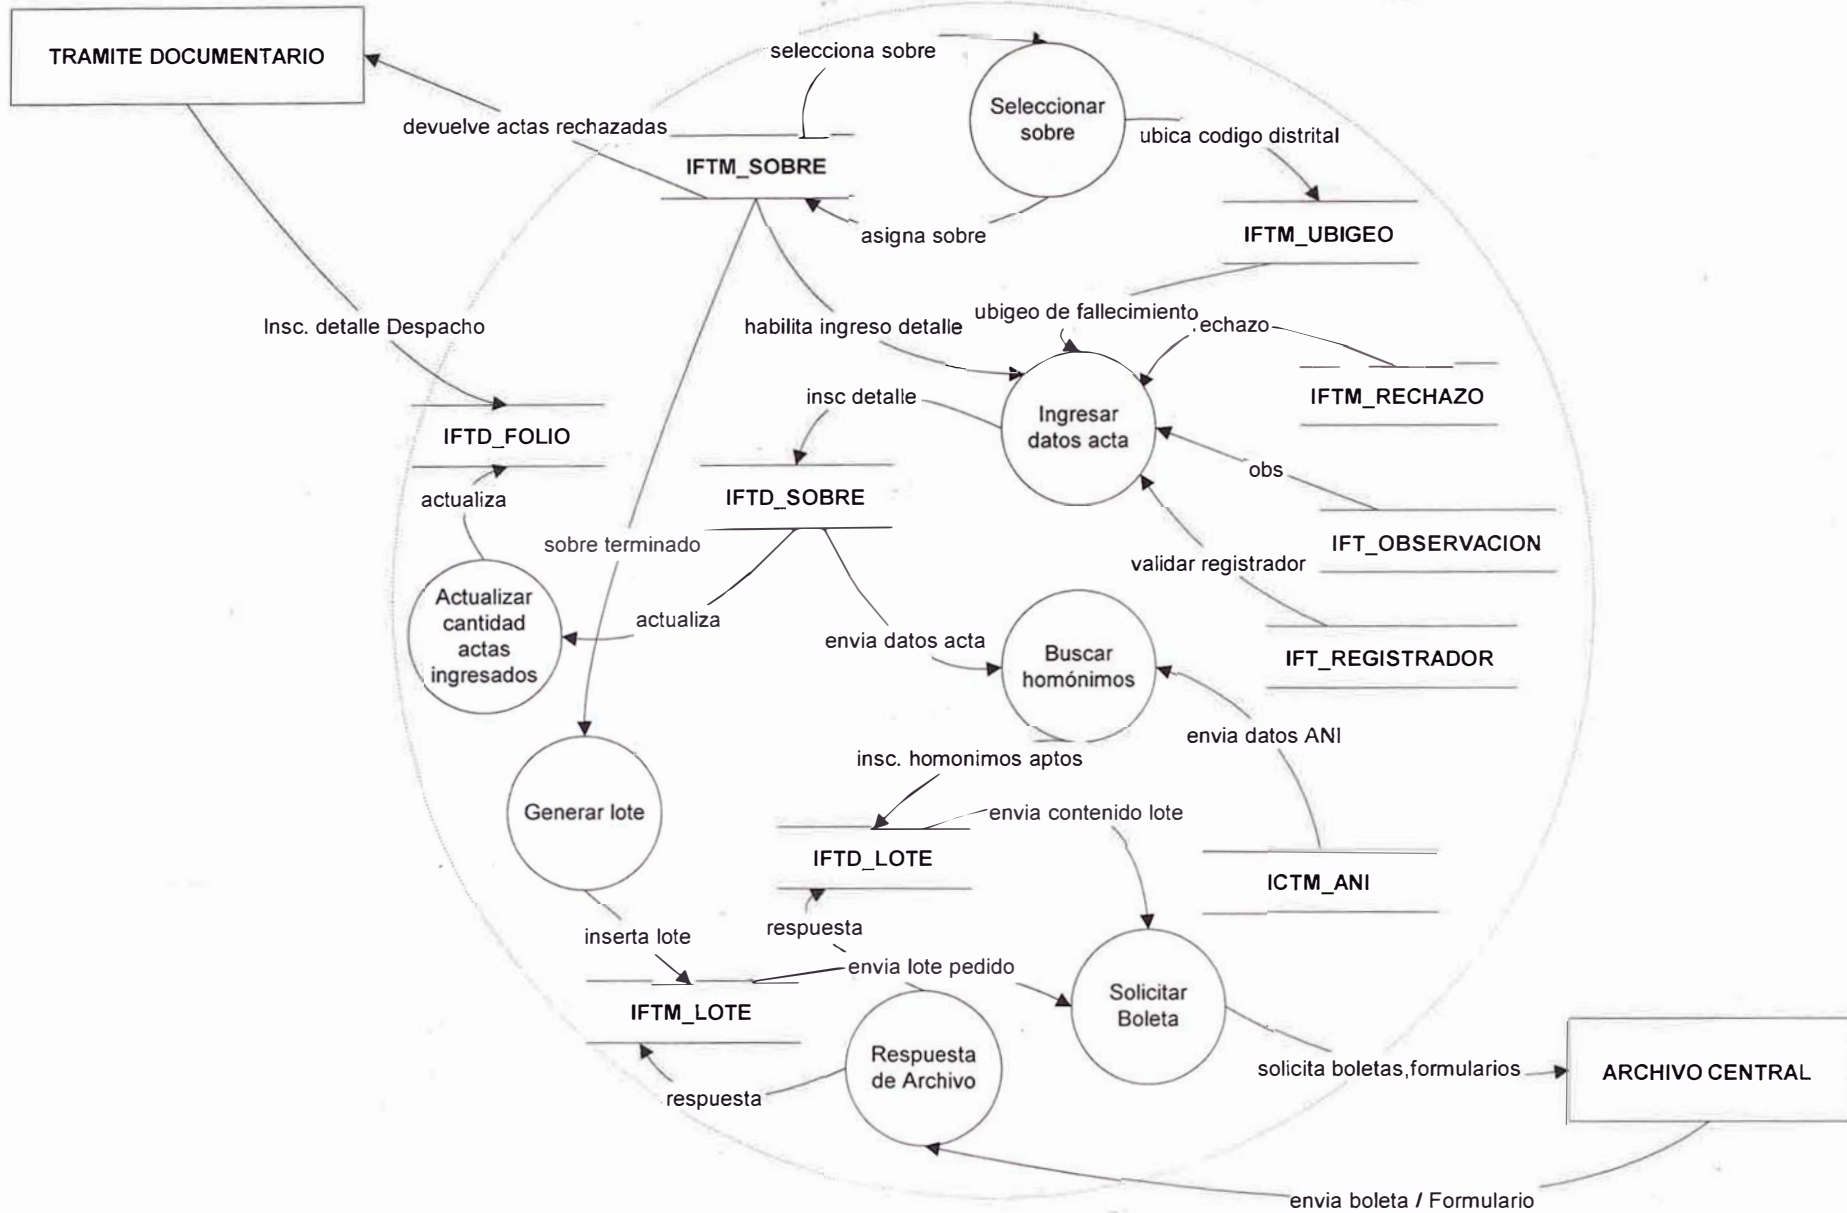 TRAMITE DOCUMENTARIO
selecciona sobre
Seleccionar
sobre
devuelve actas rechazadas
ubica codigo distrital
IFTM_SOBRE
asigna sobre
IFTM_UBIGEO
Insc. detalle Despacho
habilita ingreso detalle
ubigeo de fallecimiento
echazo
insc detalle
Ingresar
datos acta
IFTM_RECHAZO
IFTD_FOLIO
obs
actualiza
IFTD_SOBRE
sobre terminado
IFT_OBSERVACION
validar registrador
Actualizar
cantidad
actas
ingresados
actualiza
envia datos acta
Buscar
homónimos
IFT_REGISTRADOR
envia datos ANI
insc. homonimos aptos
Generar lote
envia contenido lote
IFTD_LOTE
ICTM_ANI
inserta lote
respuesta
envia lote pedido
Solicitar
Boleta
IFTM_LOTE
Respuesta
de Archivo
solicita boletas,formularios
ARCHIVO CENTRAL
respuesta
envia boleta / Formulario